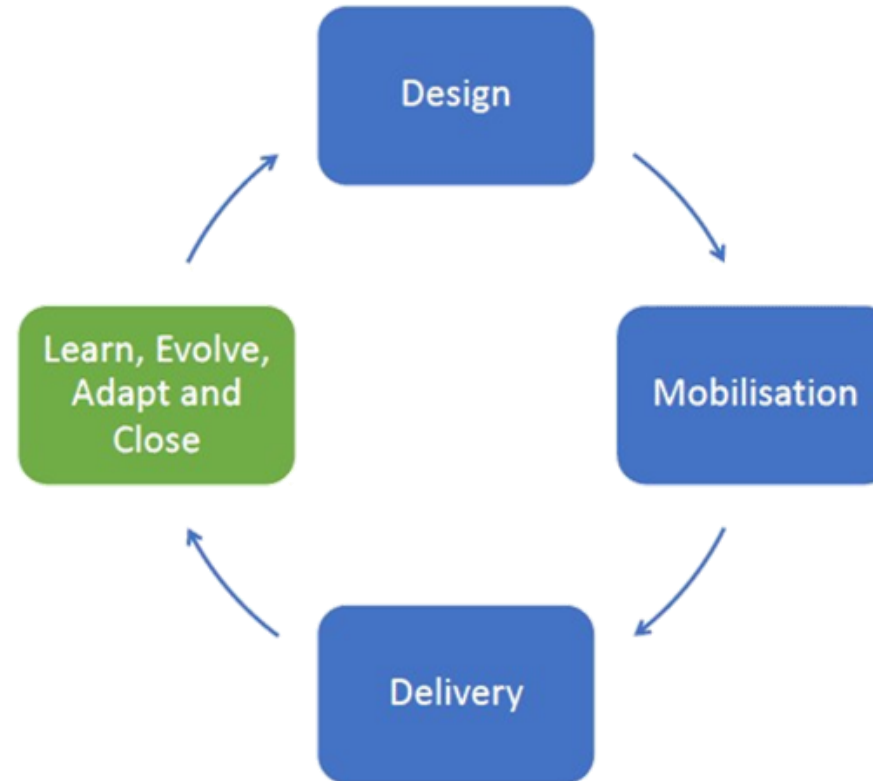 Design
Mobilisation
Delivery
Learn, Evolve,
Adapt and
Close